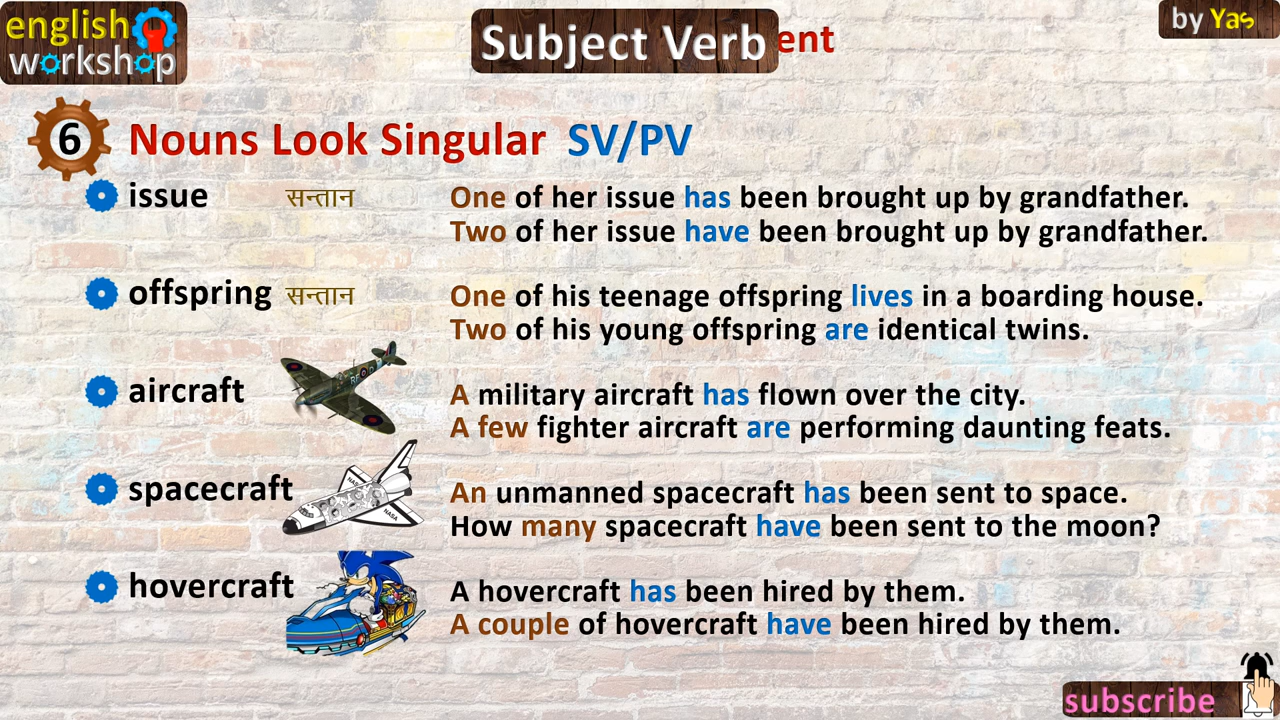 english
workshop
Subject Verb
ent
by Yas
6 Nouns Look Singular SV/PV
issue सन्तान One of her issue has been brought up by grandfather.
Two of her issue have been brought up by grandfather.
offspring सन्तान One of his teenage offspring lives in a boarding house.
Two of his young offspring are identical twins.
aircraft A military aircraft has flown over the city.
A few fighter aircraft are performing daunting feats.
spacecraft An unmanned spacecraft has been sent to space.
NASA
NASA
How many spacecraft have been sent to the moon?
hovercraft A hovercraft has been hired by them.
A couple of hovercraft have been hired by them.
subscribe